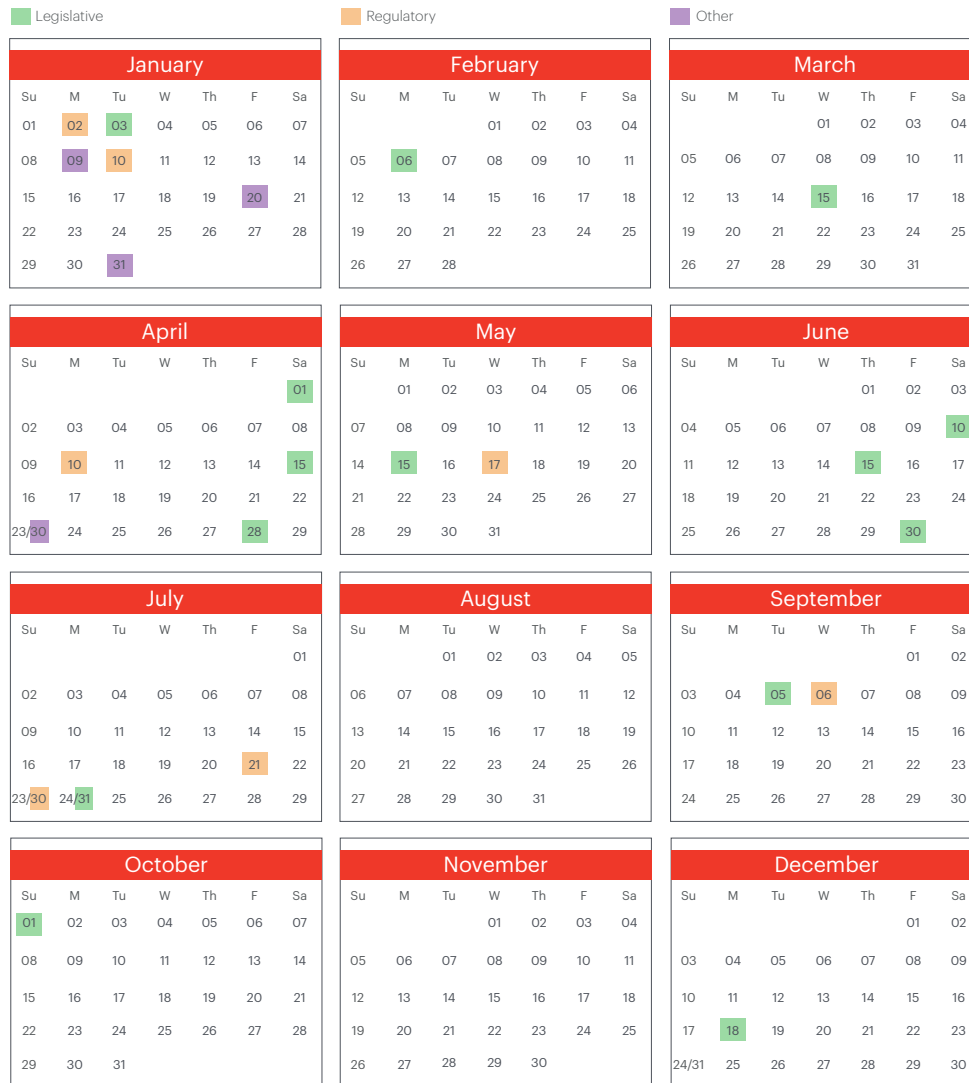 Legislative Regulatory Other
January February March
Su M Tu W Th F Sa Su M Tu W Th F Sa Su M Tu W Th F Sa
01 02 03 04 05 06 07 01 02 03 04 01 02 03 04
08 09 10 11 12 13 14 05 06 07 08 09 10 11 05 06 07 08 09 10 11
15 16 17 18 19 20 21 12 13 14 15 16 17 18 12 13 14 15 16 17 18
22 23 24 25 26 27 28 19 20 21 22 23 24 25 19 20 21 22 23 24 25
29 30 31 26 27 28 26 27 28 29 30 31
April May June
Su M Tu W Th F Sa Su M Tu W Th F Sa Su M Tu W Th F Sa
01 01 02 03 04 05 06 01 02 03
02 03 04 05 06 07 08 07 08 09 10 11 12 13 04 05 06 07 08 09 10
09 10 11 12 13 14 15 14 15 16 17 18 19 20 11 12 13 14 15 16 17
16 17 18 19 20 21 22 21 22 23 24 25 26 27 18 19 20 21 22 23 24
23/30 24 25 26 27 28 29 28 29 30 31 25 26 27 28 29 30
July August September
Su M Tu W Th F Sa Su M Tu W Th F Sa Su M Tu W Th F Sa
01 01 02 03 04 05 01 02
02 03 04 05 06 07 08 06 07 08 09 10 11 12 03 04 05 06 07 08 09
09 10 11 12 13 14 15 13 14 15 16 17 18 19 10 11 12 13 14 15 16
16 17 18 19 20 21 22 20 21 22 23 24 25 26 17 18 19 20 21 22 23
23/30 24/31 25 26 27 28 29 27 28 29 30 31 24 25 26 27 28 29 30
October November December
Su M Tu W Th F Sa Su M Tu W Th F Sa Su M Tu W Th F Sa
01 02 03 04 05 06 07 01 02 03 04 01 02
08 09 10 11 12 13 14 05 06 07 08 09 10 11 03 04 05 06 07 08 09
15 16 17 18 19 20 21 12 13 14 15 16 17 18 10 11 12 13 14 15 16
22 23 24 25 26 27 28 19 20 21 22 23 24 25 17 18 19 20 21 22 23
29 30 31 26 27 28 29 30 24/31 25 26 27 28 29 30